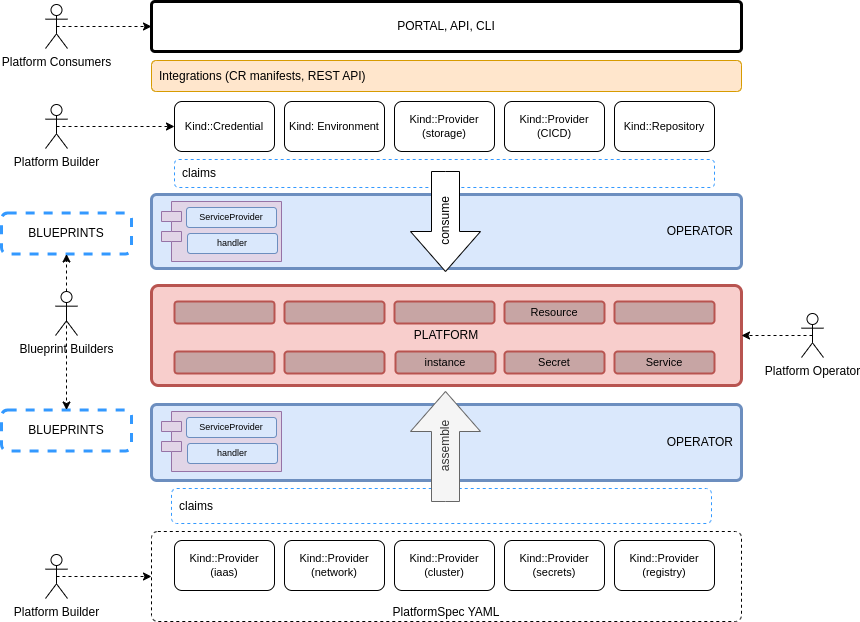 PORTAL, API, CLI
Platform Consumers
Integrations (CR manifests, REST API)
Kind::Credential
Kind: Environment
Kind::Provider
(storage)
Kind::Provider
(CICD)
Kind::Repository
Platform Builder
claims
consume
ServiceProvider
handler
OPERATOR
BLUEPRINTS
Blueprint Builders
Resource
PLATFORM
instance
Secret
Service
Platform Operator
BLUEPRINTS
ServiceProvider
handler
OPERATOR
assemble
claims
Kind::Provider
(iaas)
Kind::Provider
(network)
Kind::Provider
(cluster)
Kind::Provider
(secrets)
Kind::Provider
(registry)
Platform Builder
PlatformSpec YAML